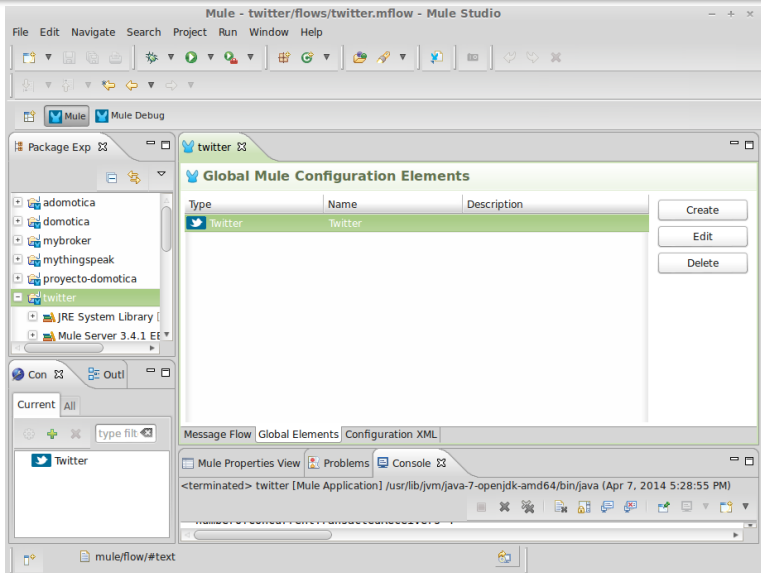 Mule - twitter/flows/twitter.mflow - Mule Studio
File Edit Navigate Search Project Run Window Help
Mule Mule Debug
Package Exp
adomotica
domotica
mybroker
mythingspeak
proyecto-domotica
twitter
JRE System Library [
Mule Server 3.4.1 EE
twitter
Global Mule Configuration Elements
Type Name Description
Twitter Twitter
Create
Edit
Delete
Message Flow Global Elements Configuration XML
Con Outl
Current All
type filt
Twitter
Mule Properties View Problems Console
<terminated> twitter [Mule Application] /usr/lib/jvm/java-7-openjdk-amd64/bin/java (Apr 7, 2014 5:28:55 PM)
mule/flow/#text